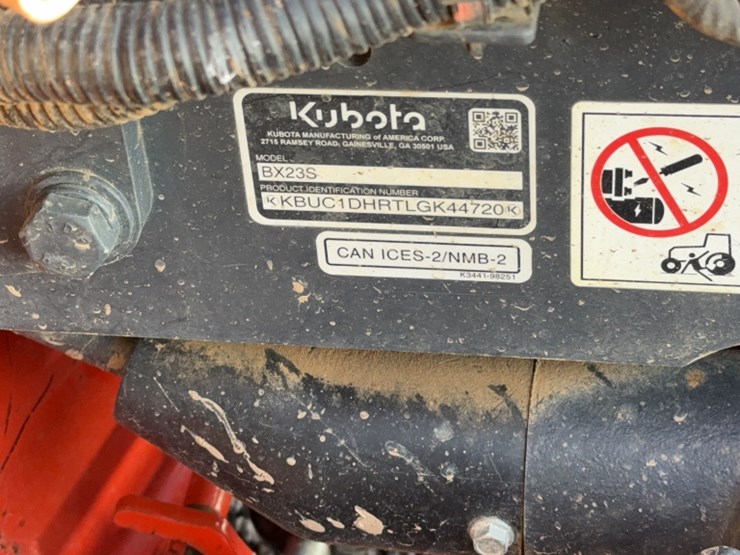 Kubota
KUBOTA MANUFACTURING of AMERICA CORP.
2715 RAMSEY ROAD, GAINESVILLE, GA 30501 USA
MODEL
BX23S
PRODUCT IDENTIFICATION NUMBER
KBUC1DHRTLGK44720
CAN ICES-2/NMB-2
K3441-98251